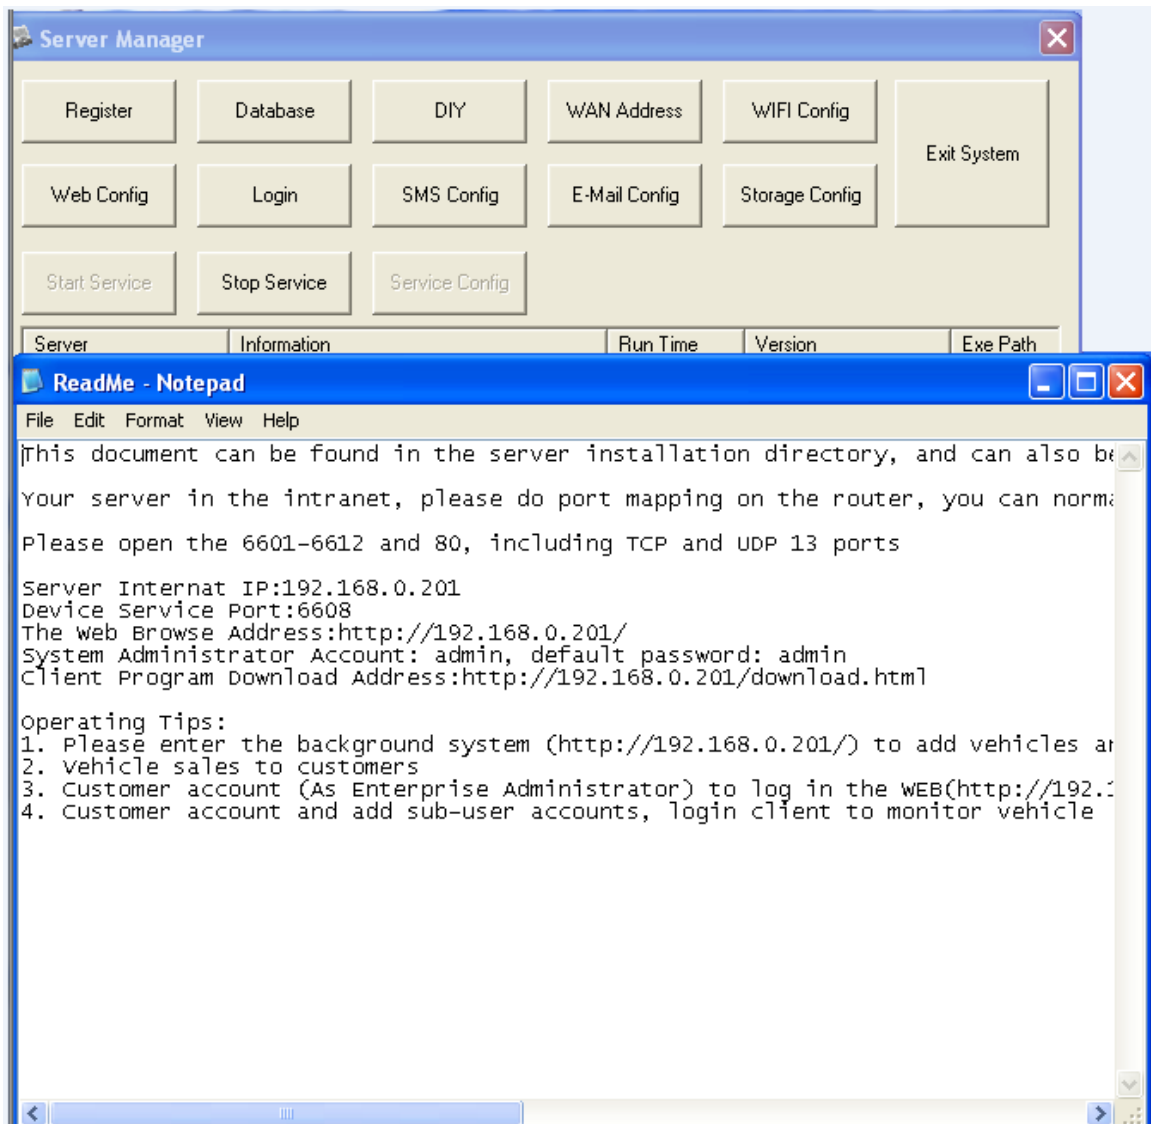 Server Manager
Register Database DIY WAN Address WIFI Config Exit System
Web Config Login SMS Config E-Mail Config Storage Config
Start Service Stop Service Service Config
Server Information Run Time Version Exe Path
ReadMe - Notepad
File Edit Format View Help
This document can be found in the server installation directory, and can also be
Your server in the intranet, please do port mapping on the router, you can
Please open the 6601-6612 and 80, including TCP and UDP 13 ports
Server Internat IP:192.168.0.201
Device Service Port:6608
The Web Browse Address:http://192.168.0.201/
System Administrator Account: admin, default password: admin
Client Program Download Address:http://192.168.0.201/download.html
Operating Tips:
1. Please enter the background system (http://192.168.0.201/) to add vehicles
2. Vehicle sales to customers
3. Customer account (As Enterprise Administrator) to log in the WEB(http://192.
4. Customer account and add sub-user accounts, login client to monitor vehicle